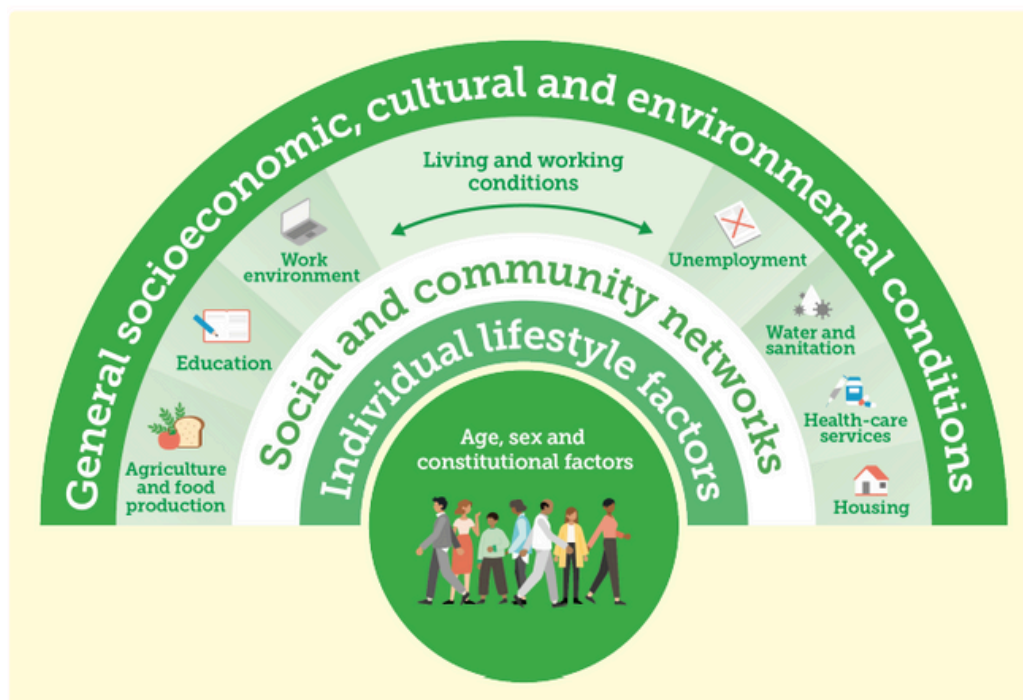 General socioeconomic, cultural and environmental conditions
Living and working
conditions
Work
environment
Unemployment
Education
Water and
sanitation
Agriculture
and food
production
Health-care
services
Housing
Social and community networks
Individual lifestyle factors
Age, sex and
constitutional factors